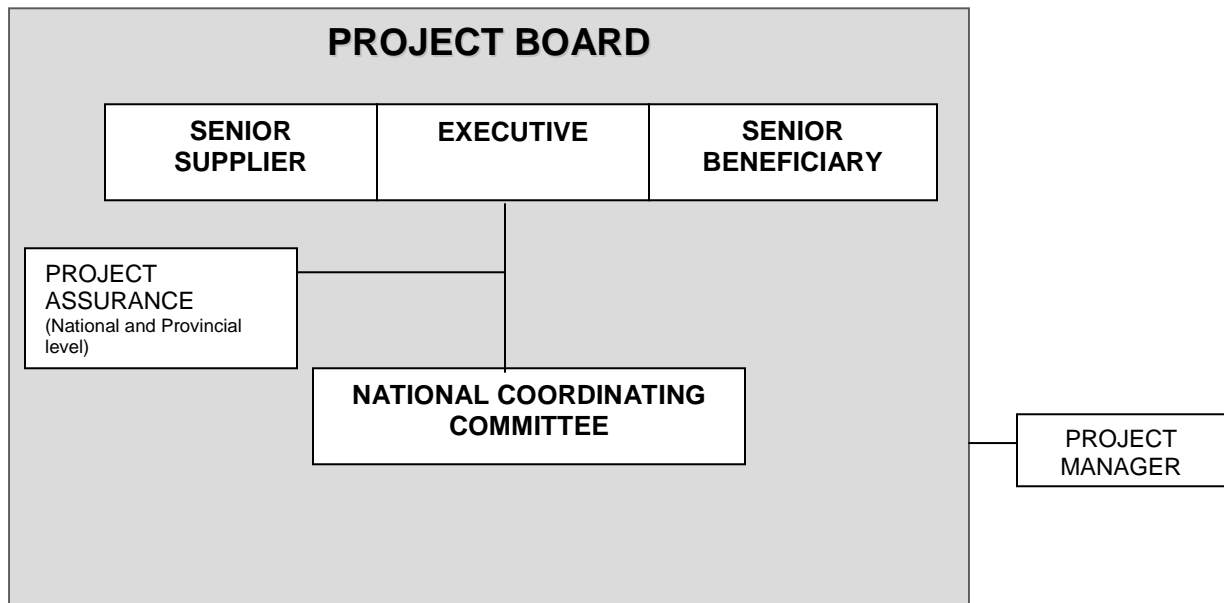 PROJECT BOARD
SENIOR
SUPPLIER
EXECUTIVE
SENIOR
BENEFICIARY
PROJECT
ASSURANCE
(National and Provincial
level)
NATIONAL COORDINATING
COMMITTEE
PROJECT
MANAGER